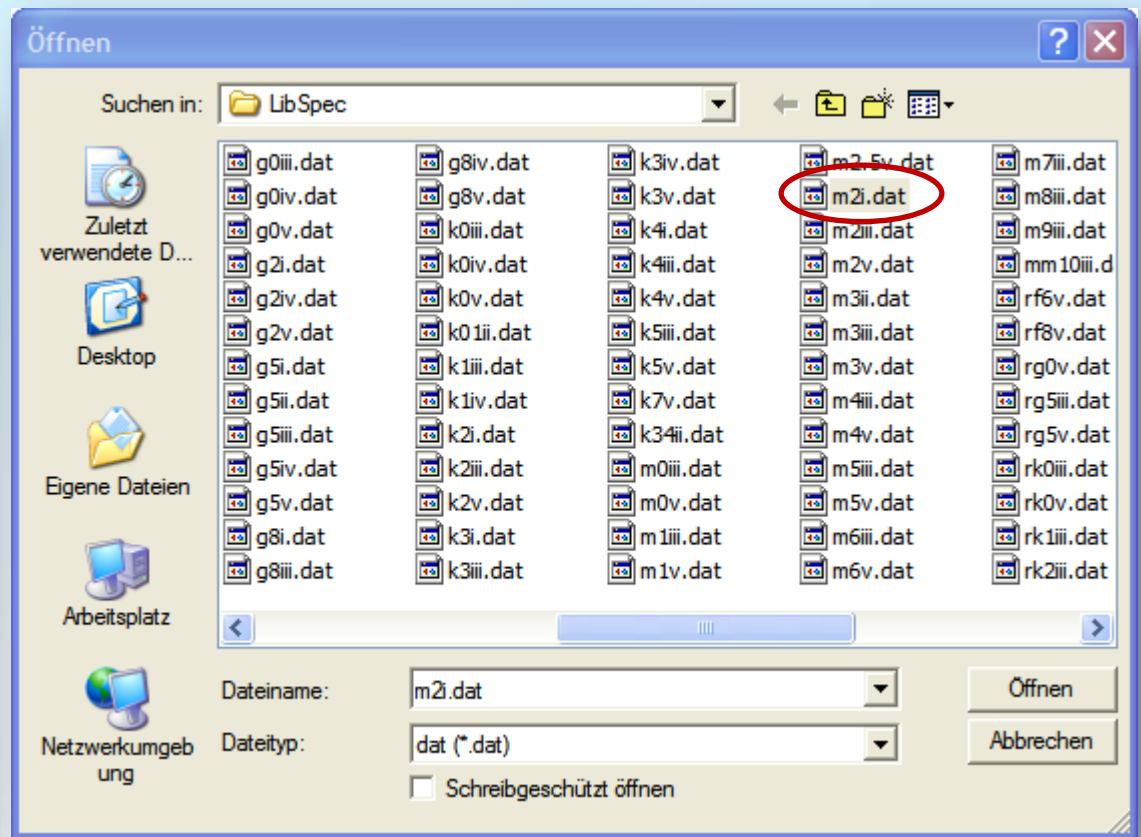 Öffnen
Suchen in:
LibSpec
Zuletzt
verwendete D...
Desktop
Eigene Dateien
Arbeitsplatz
Netzwerkumgeb
ung
g0iii.dat
g0iv.dat
g0v.dat
g2i.dat
g2iv.dat
g2v.dat
g5i.dat
g5ii.dat
g5iii.dat
g5iv.dat
g5v.dat
g8i.dat
g8iii.dat
g8iv.dat
g8v.dat
k0iii.dat
k0iv.dat
k0v.dat
k01ii.dat
k1iii.dat
k1iv.dat
k2i.dat
k2iii.dat
k2v.dat
k3i.dat
k3iii.dat
k3iv.dat
k3v.dat
k4i.dat
k4iii.dat
k4v.dat
k5iii.dat
k5v.dat
k7v.dat
k34ii.dat
m0iii.dat
m0v.dat
m1iii.dat
m1v.dat
m2.5v.dat
m2i.dat
m2iii.dat
m2v.dat
m3ii.dat
m3iii.dat
m3v.dat
m4iii.dat
m4v.dat
m5iii.dat
m5v.dat
m6iii.dat
m6v.dat
m7iii.dat
m8iii.dat
m9iii.dat
mm10iii.d
rf6v.dat
rf8v.dat
rg0v.dat
rg5iii.dat
rg5v.dat
rk0iii.dat
rk0v.dat
rk1iii.dat
rk2iii.dat
Dateiname:
m2i.dat
Öffnen
Dateityp:
dat (*.dat)
Abbrechen
Schreibgeschützt öffnen